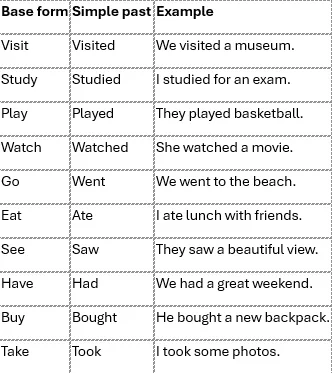 Base form Simple past Example
Visit Visited We visited a museum.
Study Studied I studied for an exam.
Play Played They played basketball.
Watch Watched She watched a movie.
Go Went We went to the beach.
Eat Ate I ate lunch with friends.
See Saw They saw a beautiful view.
Have Had We had a great weekend.
Buy Bought He bought a new backpack.
Take Took I took some photos.